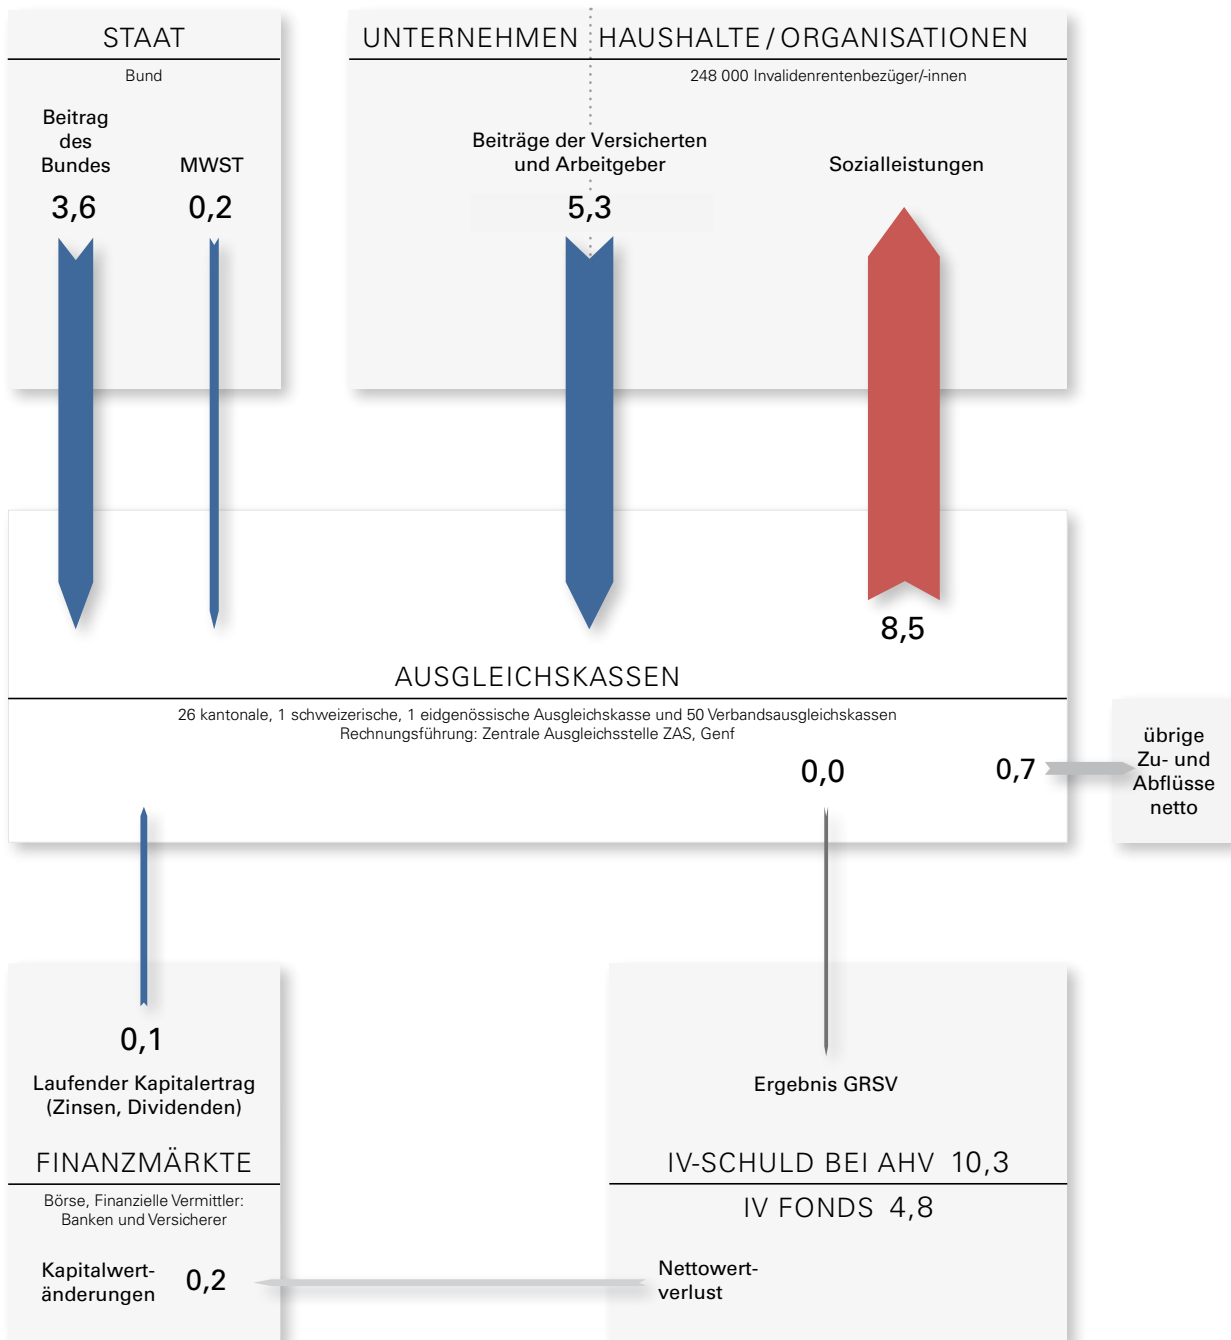 STAAT
Bund
Beitrag
des
Bundes
3,6
MWST
0,2
UNTERNEHMEN HAUSHALTE / ORGANISATIONEN
248 000 Invalidenrentenbezüger/-innen
Beiträge der Versicherten
und Arbeitgeber
5,3
Sozialleistungen
8,5
AUSGLEICHSKASSEN
26 kantonale, 1 schweizerische, 1 eidgenössische Ausgleichskasse und 50 Verbandsausgleichskassen
Rechnungsführung: Zentrale Ausgleichsstelle ZAS, Genf
0,0
0,7
übrige
Zu- und
Abflüsse
netto
0,1
Laufender Kapitalertrag
(Zinsen, Dividenden)
FINANZMÄRKTE
Börse, Finanzielle Vermittler:
Banken und Versicherer
Kapitalwert-
änderungen
0,2
Ergebnis GRSV
IV-SCHULD BEI AHV 10,3
IV FONDS 4,8
Nettowert-
verlust